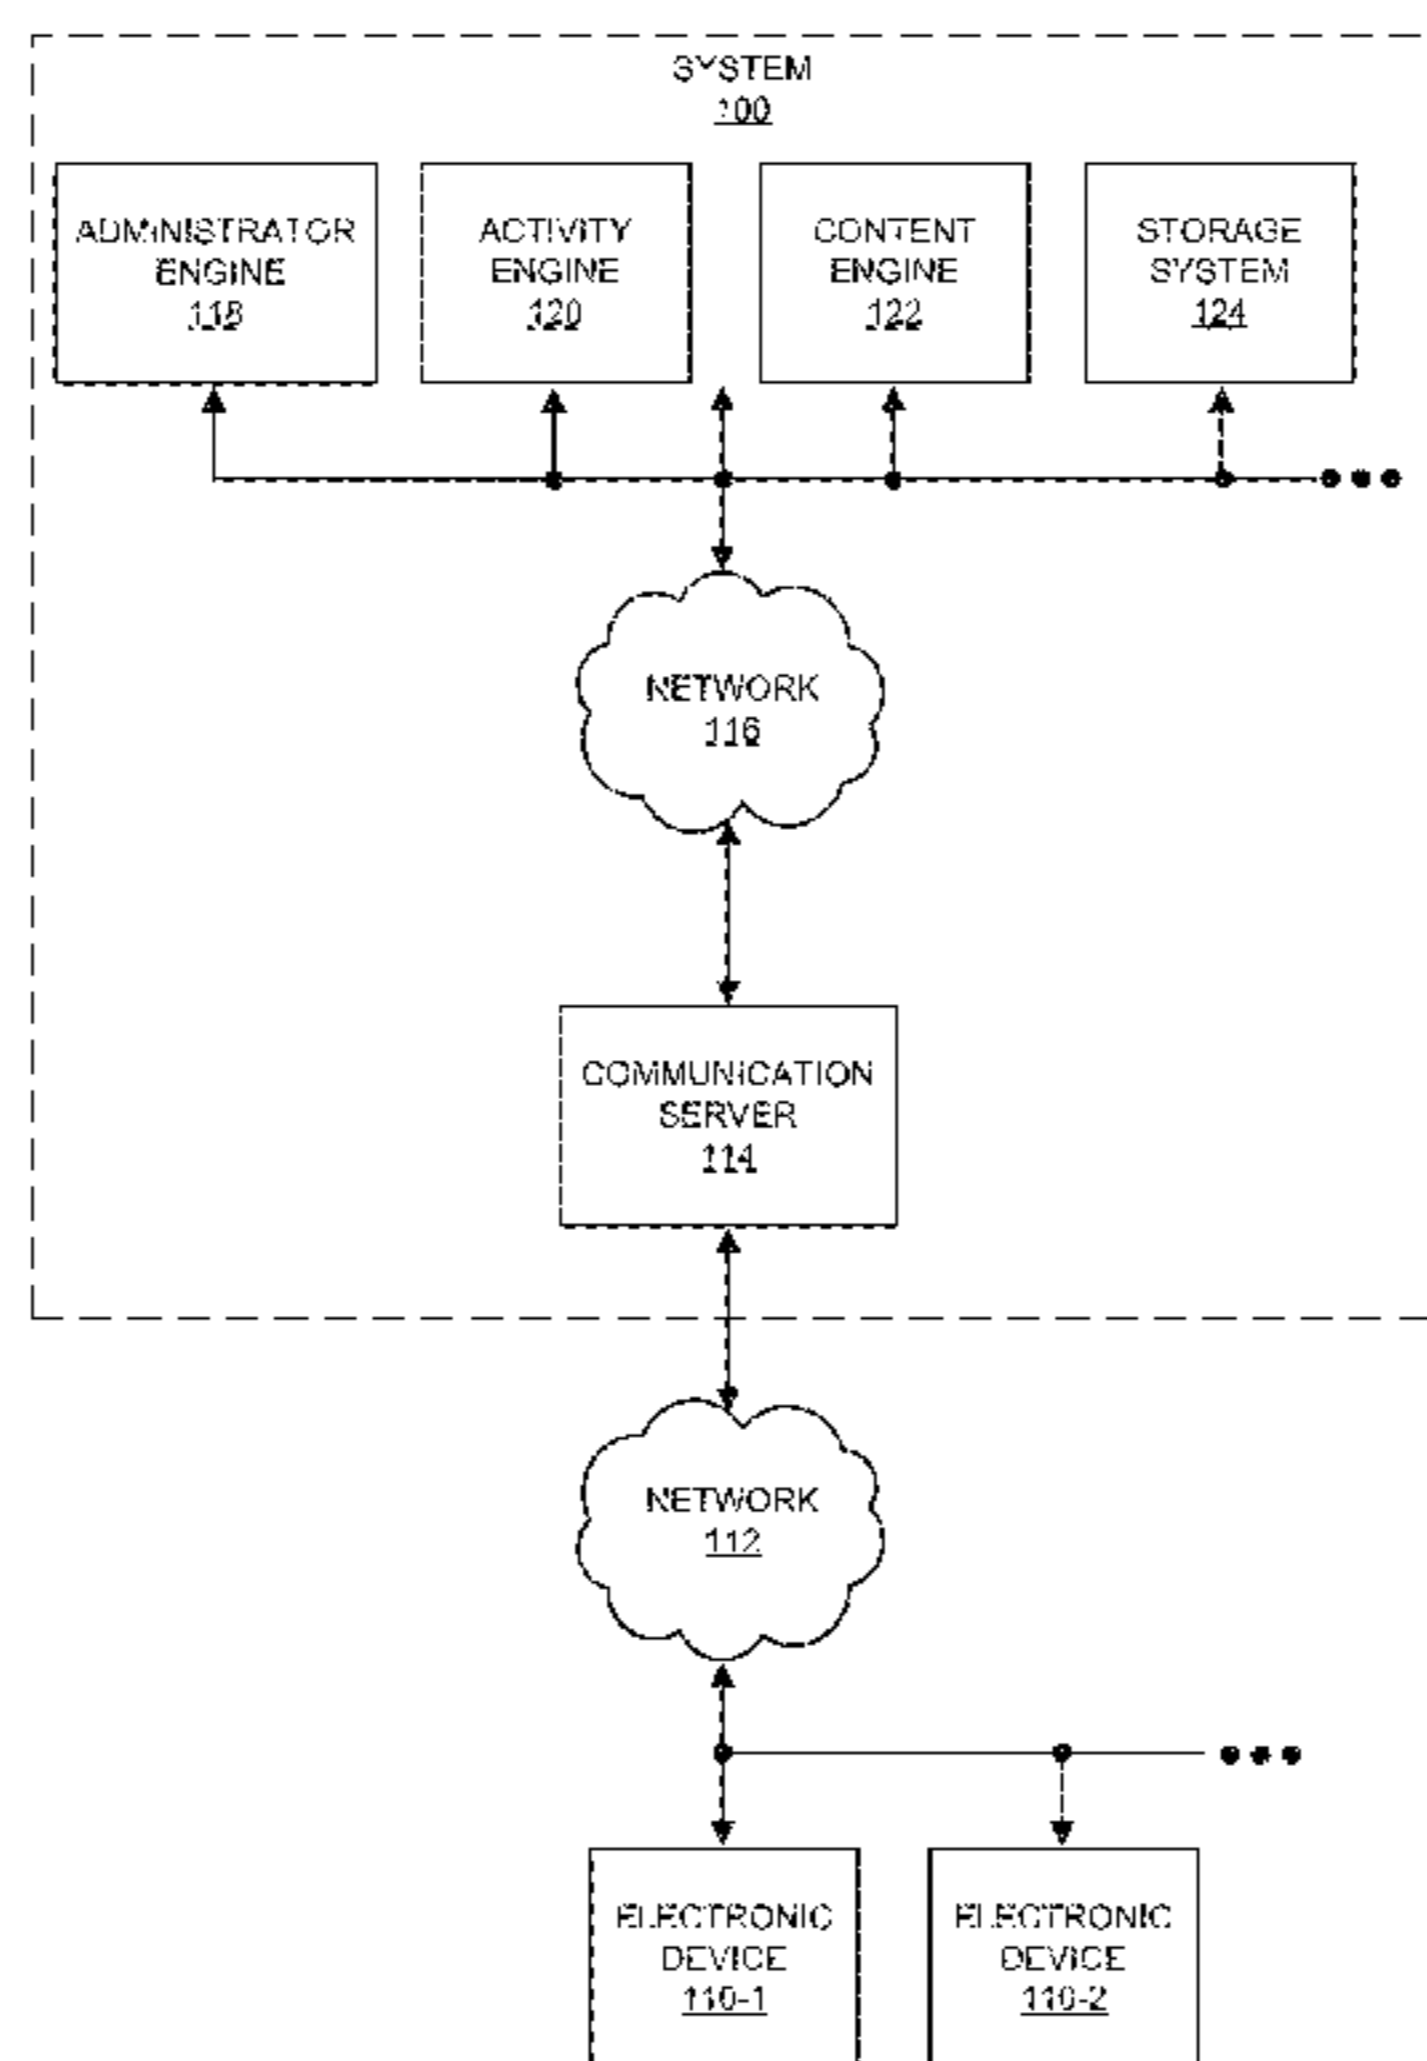 SYSTEM
100
ADMINISTRATOR
ENGINE
118
ACTIVITY
ENGINE
120
CONTENT
ENGINE
122
STORAGE
SYSTEM
124
NETWORK
116
COMMUNICATION
SERVER
114
NETWORK
112
ELECTRONIC
DEVICE
110-1
ELECTRONIC
DEVICE
110-2